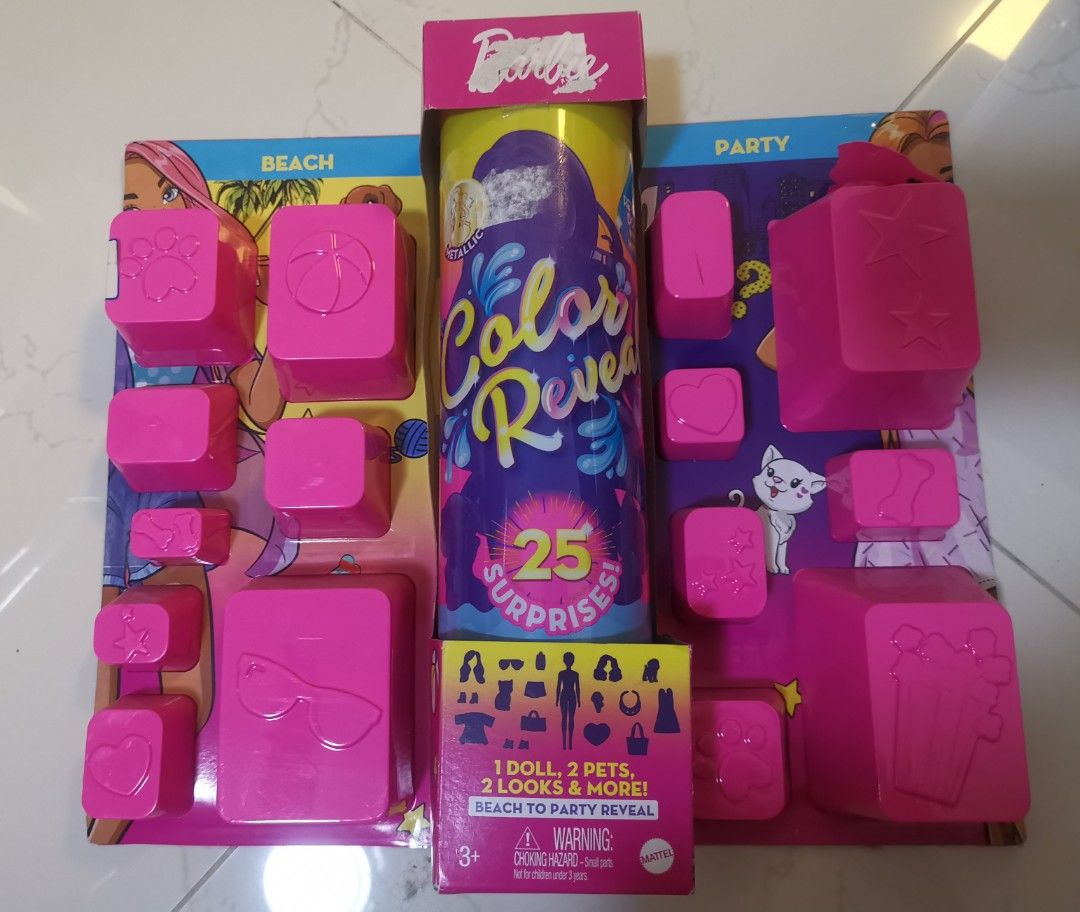 Barbie
BEACH
PARTY
METALLIC
Color
Reveal
25
SURPRISES!
1 DOLL, 2 PETS,
2 LOOKS & MORE!
BEACH TO PARTY REVEAL
3+
WARNING:
CHOKING HAZARD – Small parts
Not for children under 3 years.
MATTEL